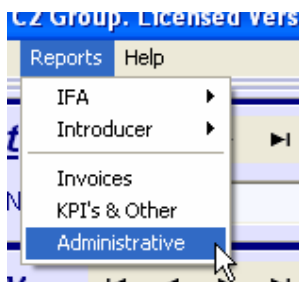 C2 Group. Licensed Vers
Reports Help
IFA
Introducer
Invoices
KPI's & Other
Administrative